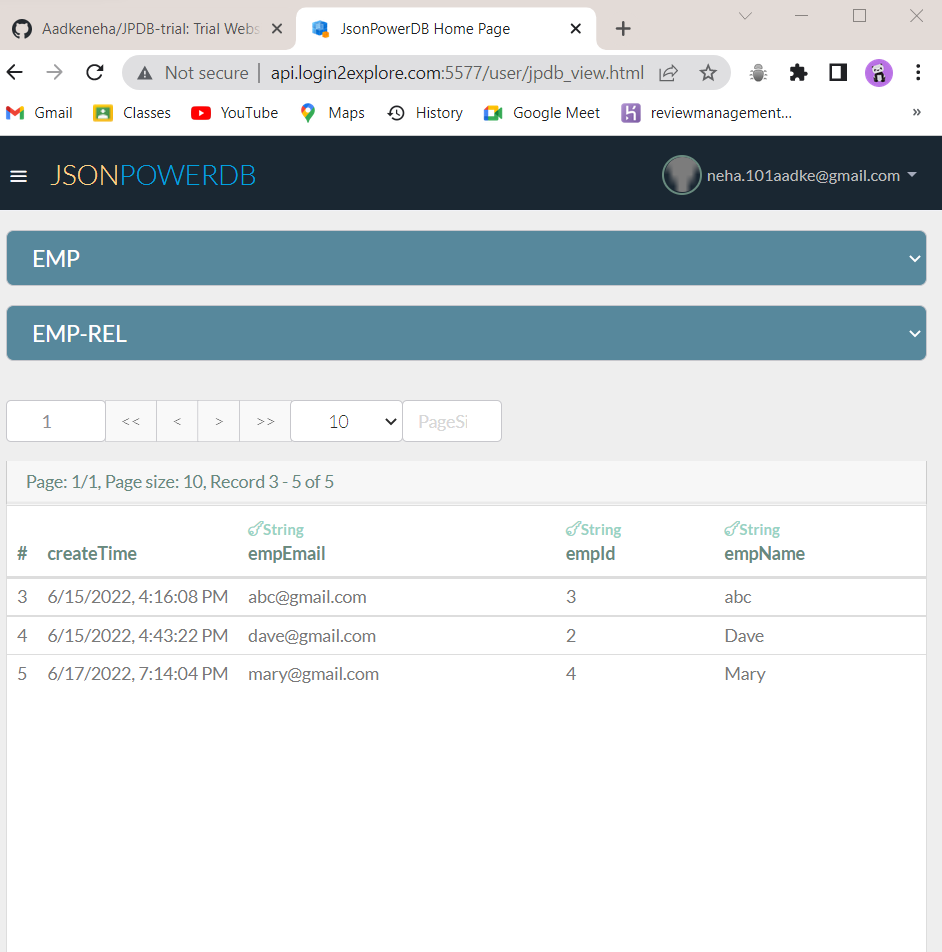 Aadkeneha/JPDB-trial: Trial Webs
JsonPowerDB Home Page
Not secure | api.login2explore.com:5577/user/jpdb_view.html
Gmail Classes YouTube Maps History Google Meet reviewmanagement... »
JSONPOWERDB neha.101aadke@gmail.com
EMP
EMP-REL
1 << < > >> 10 PageSi
Page: 1/1, Page size: 10, Record 3 - 5 of 5
String String String
# createTime empEmail empId empName
3 6/15/2022, 4:16:08 PM abc@gmail.com 3 abc
4 6/15/2022, 4:43:22 PM dave@gmail.com 2 Dave
5 6/17/2022, 7:14:04 PM mary@gmail.com 4 Mary